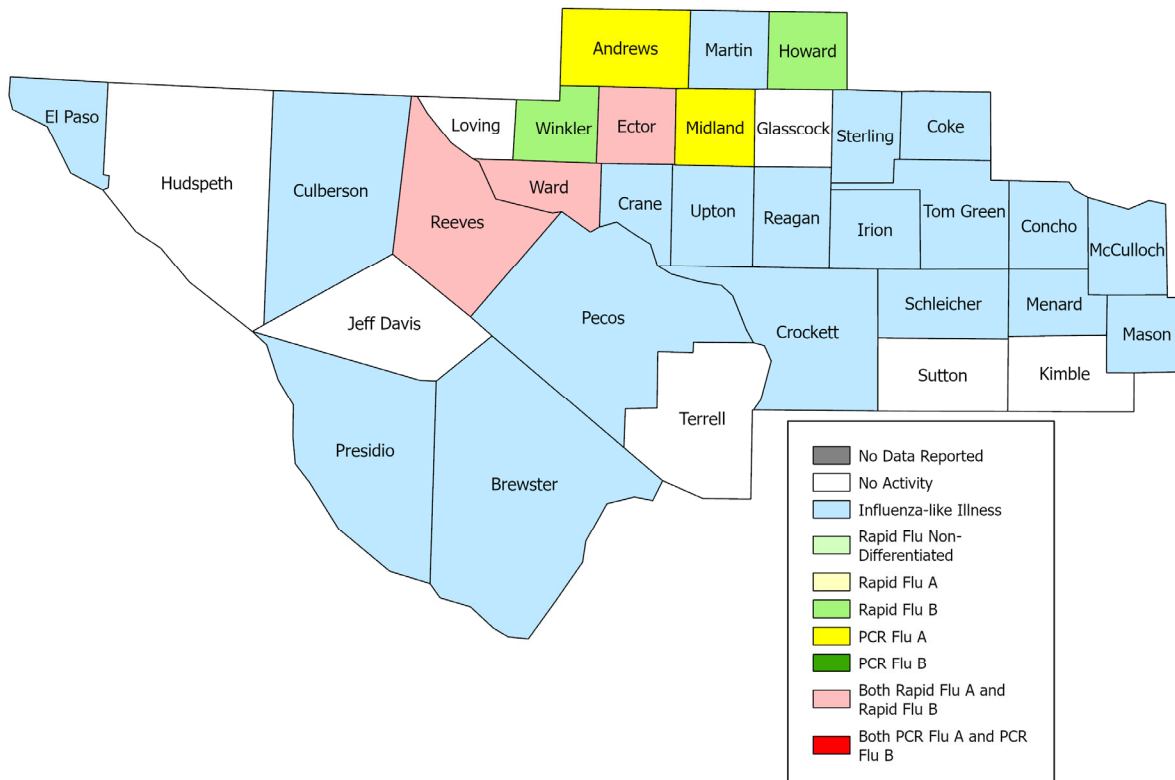 Andrews
Martin
Howard
El Paso
Loving
Winkler
Ector
Midland
Glasscock
Sterling
Coke
Hudspeth
Culberson
Reeves
Ward
Crane
Upton
Reagan
Irion
Tom Green
Concho
McCulloch
Jeff Davis
Pecos
Crockett
Schleicher
Menard
Mason
Sutton
Kimble
Terrell
Presidio
Brewster
No Data Reported
No Activity
Influenza-like Illness
Rapid Flu Non-
Differentiated
Rapid Flu A
Rapid Flu B
PCR Flu A
PCR Flu B
Both Rapid Flu A and
Rapid Flu B
Both PCR Flu A and PCR
Flu B